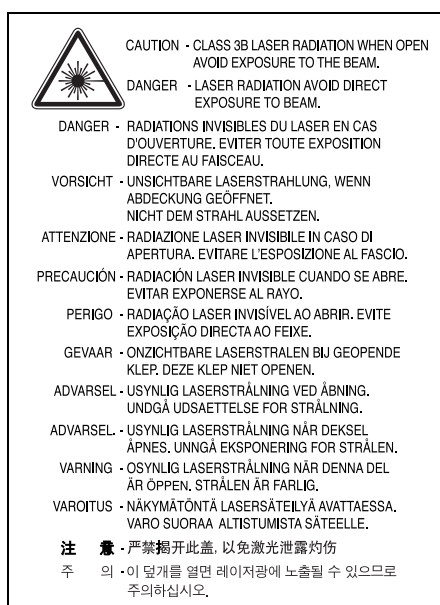 CAUTION - CLASS 3B LASER RADIATION WHEN OPEN
AVOID EXPOSURE TO THE BEAM.
DANGER - LASER RADIATION AVOID DIRECT
EXPOSURE TO BEAM.
DANGER - RADIATIONS INVISIBLES DU LASER EN CAS
D'OUVERTURE. EVITER TOUTE EXPOSITION
DIRECTE AU FAISCEAU.
VORSICHT - UNSICHTBARE LASERSTRAHLUNG, WENN
ABDECKUNG GEÖFFNET.
NICHT DEM STRAHL AUSSETZEN.
ATTENZIONE - RADIAZIONE LASER INVISIBILE IN CASO DI
APERTURA. EVITARE L'ESPOSIZIONE AL FASCIO.
PRECAUCIÓN - RADIACIÓN LASER INVISIBLE CUANDO SE ABRE.
EVITAR EXPONERSE AL RAYO.
PERIGO - RADIAÇÃO LASER INVISÍVEL AO ABRIR. EVITE
EXPOSIÇÃO DIRECTA AO FEIXE.
GEVAAR - ONZICHTBARE LASERSTRALEN BIJ GEOPENDE
KLEP. DEZE KLEP NIET OPENEN.
ADVARSEL - USYNLIG LASERSTRÅLNING VED ÅBNING.
UNDGÅ UDSAETTELSE FOR STRÅLNING.
ADVARSEL. - USYNLIG LASERSTRÅLNING NÅR DEKSEL
ÅPNES. UNNGÅ EKSPONERING FOR STRÅLEN.
VARNING - OSYNLIG LASERSTRÅLNING NÄR DENNA DEL
ÄR ÖPPEN. STRÅLEN ÄR FARLIG.
VAROITUS - NÄKYMÄTÖNTÄ LASERSÄTEILYÄ AVATTAESSA.
VARO SUORAA ALTISTUMISTA SÄTEELLE.
注 意 - 严禁揭开此盖, 以免激光泄露灼伤
주 의 - 이 덮개를 열면 레이저광에 노출될 수 있으므로
주의하십시오.